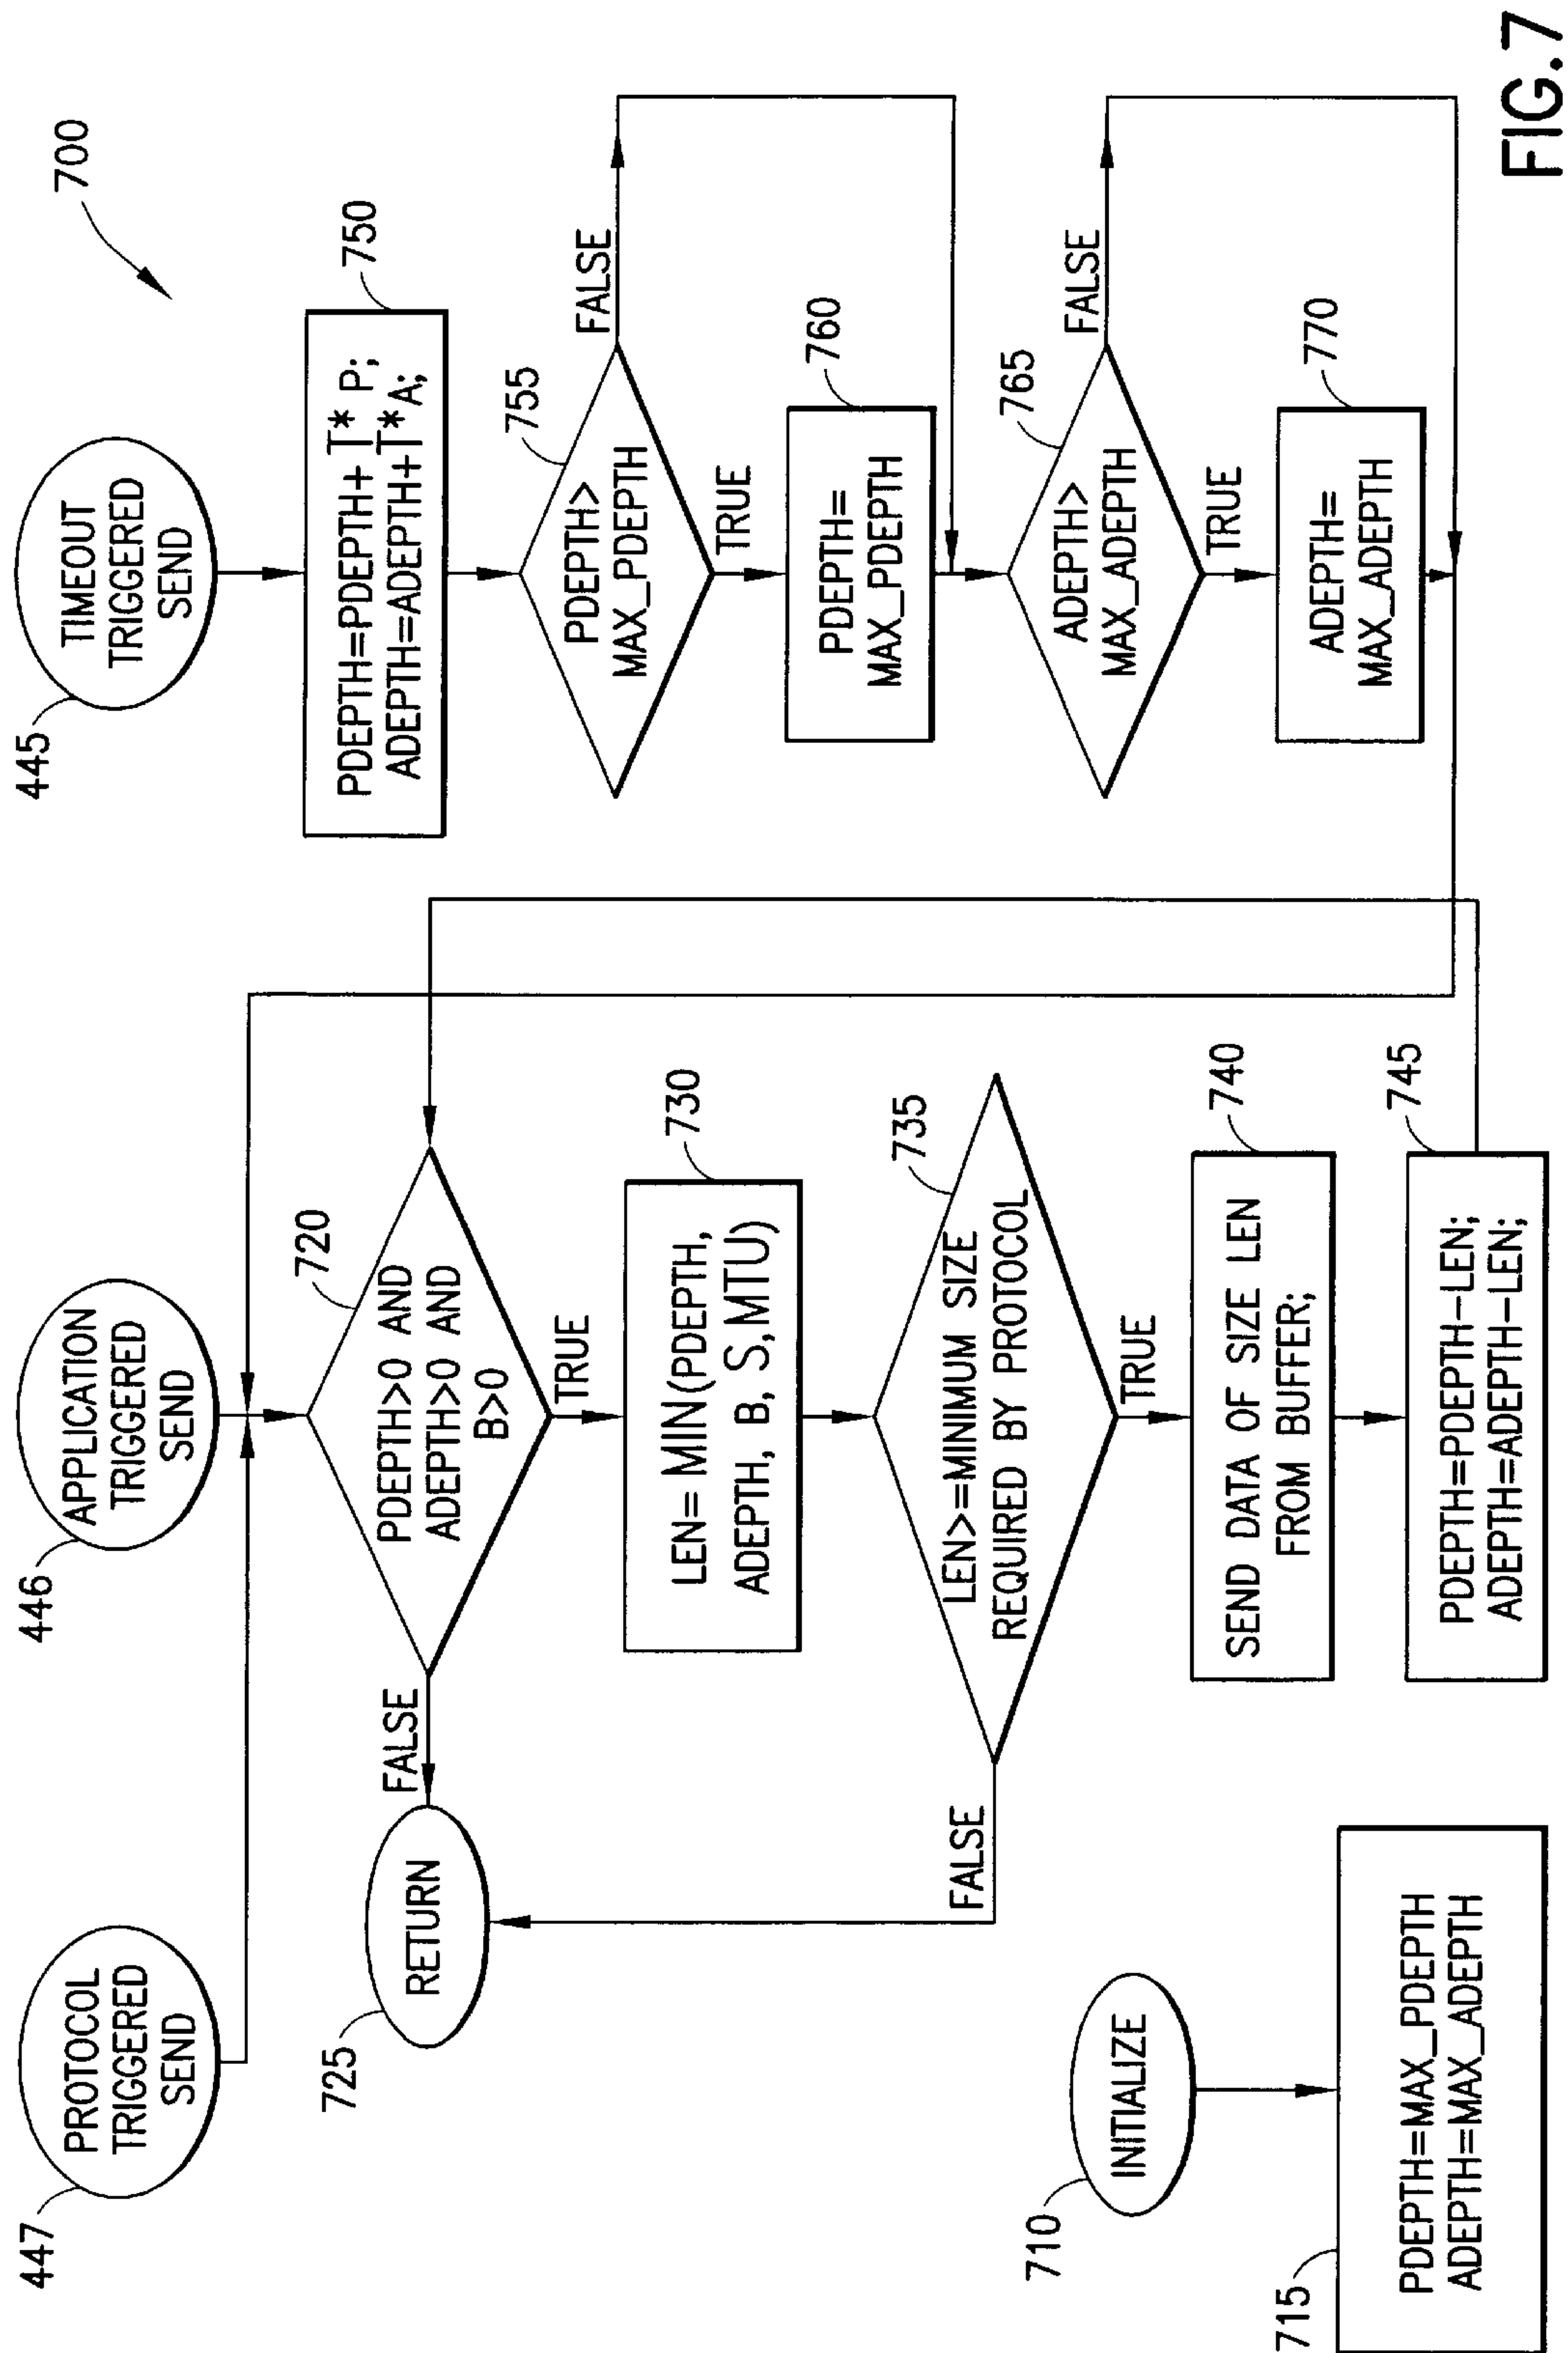 700
447
PROTOCOL
TRIGGERED
SEND
446
APPLICATION
TRIGGERED
SEND
445
TIMEOUT
TRIGGERED
SEND
720
PDEPTH>0 AND
ADEPTH>0 AND
B>0
FALSE
TRUE
725
RETURN
730
LEN= MIN(PDEPTH,
ADEPTH, B, S,MTU)
735
LEN>=MINIMUM SIZE
REQUIRED BY PROTOCOL
FALSE
TRUE
740
SEND DATA OF SIZE LEN
FROM BUFFER;
745
PDEPTH=PDEPTH-LEN;
ADEPTH=ADEPTH-LEN;
710
INITIALIZE
715
PDEPTH=MAX_PDEPTH
ADEPTH=MAX_ADEPTH
750
PDEPTH=PDEPTH+T* P;
ADEPTH=ADEPTH+T* A;
755
PDEPTH>
MAX_PDEPTH
FALSE
TRUE
760
PDEPTH=
MAX_PDEPTH
765
ADEPTH>
MAX_ADEPTH
FALSE
TRUE
770
ADEPTH=
MAX_ADEPTH
FIG.7